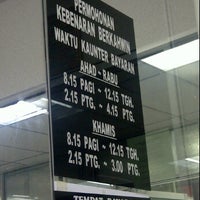 PERMOHONAN
KEBENARAN BERKAHWIN
WAKTU KAUNTER BAYARAN
AHAD - RABU
8.15 PAGI ~ 12.15 TGH.
2.15 PTG. ~ 4.15 PTG.
KHAMIS
8.15 PAGI ~ 12.15 TGH.
2.15 PTG. ~ 3.00 PTG.
TEMPAT